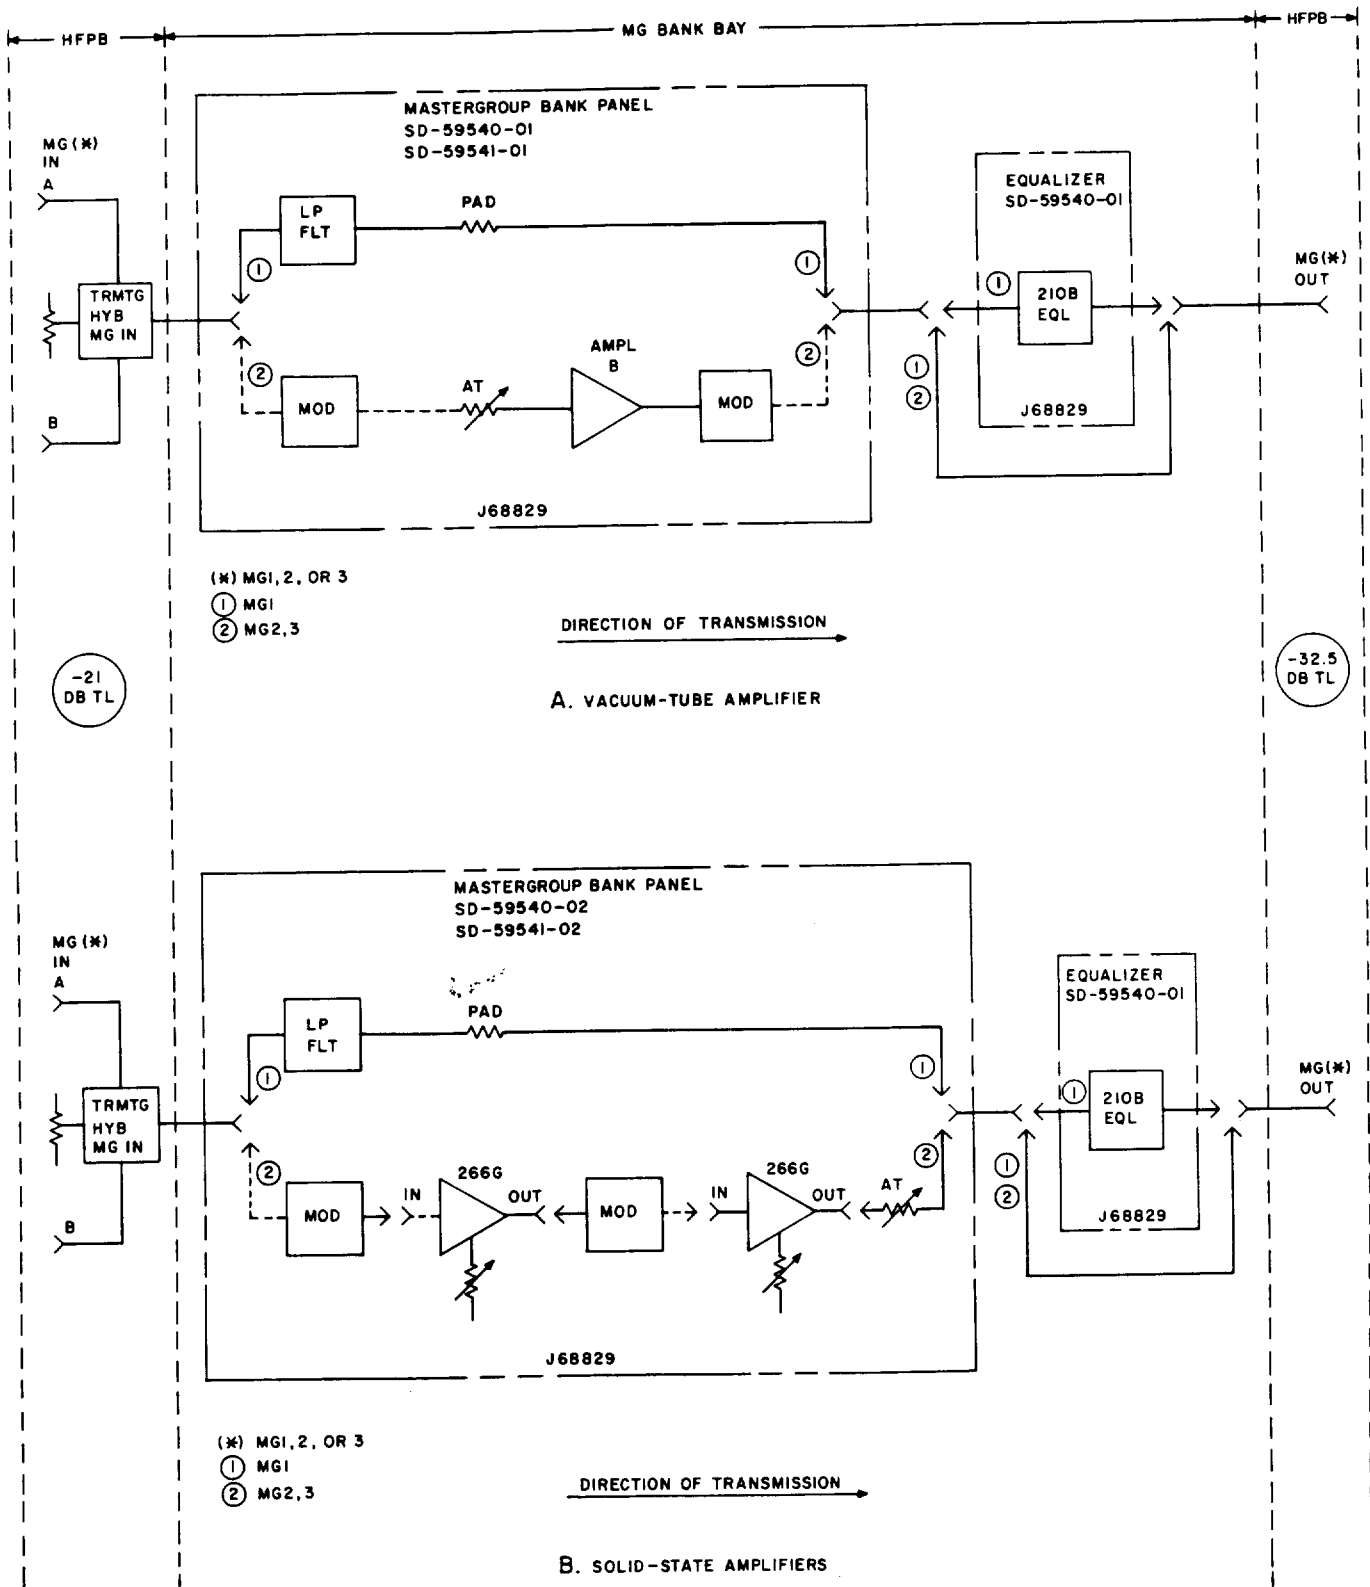 HFPB
MG BANK BAY
HFPB
MASTERGROUP BANK PANEL
SD-59540-01
SD-59541-01
MG(*)
IN
A
LP
FLT
PAD
EQUALIZER
SD-59540-01
MG(*)
OUT
1
1
1
TRMTG
HYB
MG IN
210B
EQL
2
MOD
AT
AMPL
B
MOD
2
1
2
B
J68829
J68829
(*) MG1, 2, OR 3
1 MG1
2 MG2,3
DIRECTION OF TRANSMISSION
-21
DB TL
-32.5
DB TL
A. VACUUM-TUBE AMPLIFIER
MASTERGROUP BANK PANEL
SD-59540-02
SD-59541-02
MG(*)
IN
A
LP
FLT
PAD
EQUALIZER
SD-59540-01
MG(*)
OUT
1
1
1
TRMTG
HYB
MG IN
210B
EQL
2
MOD
IN
266G
OUT
MOD
IN
266G
OUT
AT
2
1
2
B
J68829
J68829
(*) MG1, 2, OR 3
1 MG1
2 MG2,3
DIRECTION OF TRANSMISSION
B. SOLID-STATE AMPLIFIERS